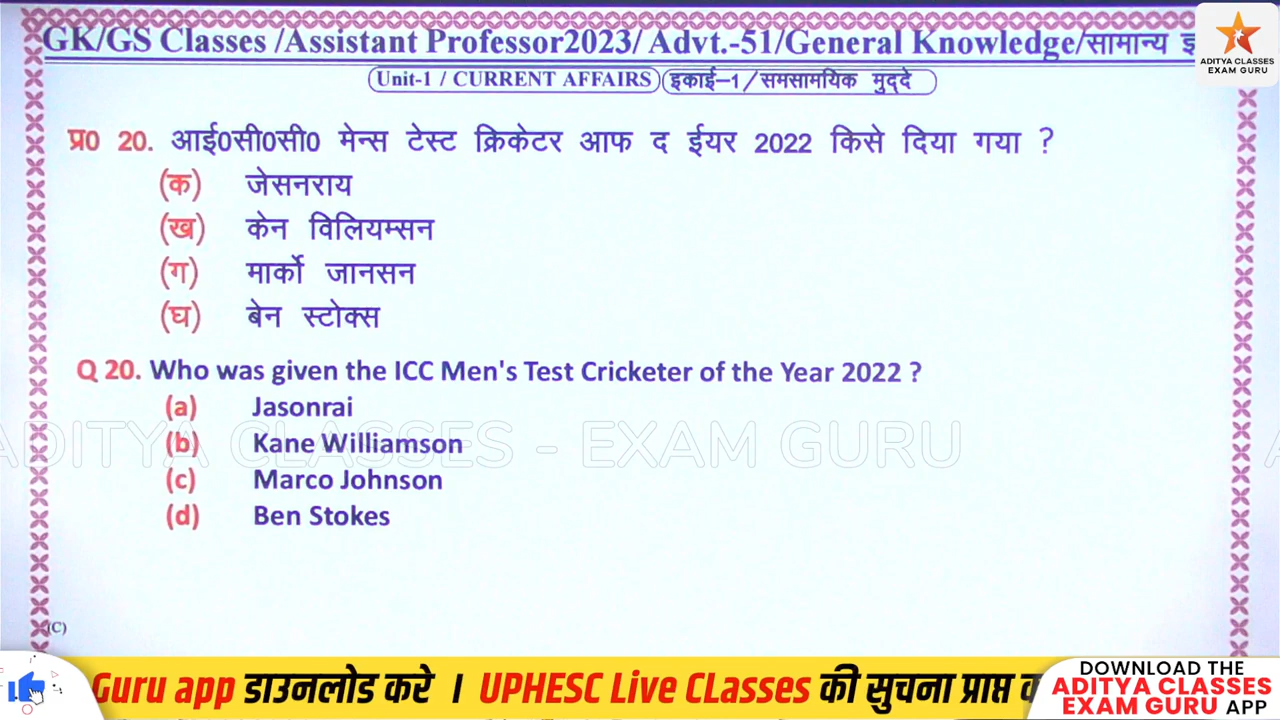 GK/GS Classes /Assistant Professor2023/ Advt.-51/General Knowledge/सामान्य
ADITYA CLASSES
EXAM GURU
Unit-1 / CURRENT AFFAIRS इकाई–1/समसामयिक मुद्दे
प्र0 20. आई0सी0सी0 मेन्स टेस्ट क्रिकेटर आफ द ईयर 2022 किसे दिया गया ?
(क) जेसनराय
(ख) केन विलियम्सन
(ग) मार्को जानसन
(घ) बेन स्टोक्स
Q 20. Who was given the ICC Men's Test Cricketer of the Year 2022 ?
(a) Jasonrai
ADITYA CLASSES - EXAM GURU
(b) Kane Williamson
(c) Marco Johnson
(d) Ben Stokes
(C)
Guru app डाउनलोड करे । UPHESC Live CLasses की सुचना प्राप्त
DOWNLOAD THE
ADITYA CLASSES
EXAM GURU APP